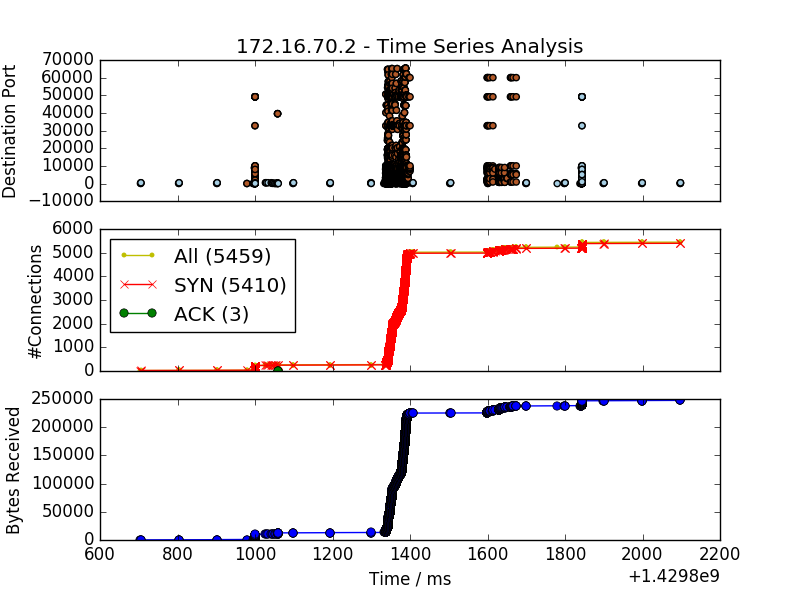 172.16.70.2 - Time Series Analysis
70000
60000
50000
40000
30000
20000
10000
0
−10000
Destination Port
6000
5000
4000
3000
2000
1000
0
#Connections
All (5459)
SYN (5410)
ACK (3)
250000
200000
150000
100000
50000
0
Bytes Received
600 800 1000 1200 1400 1600 1800 2000 2200
Time / ms
+1.4298e9